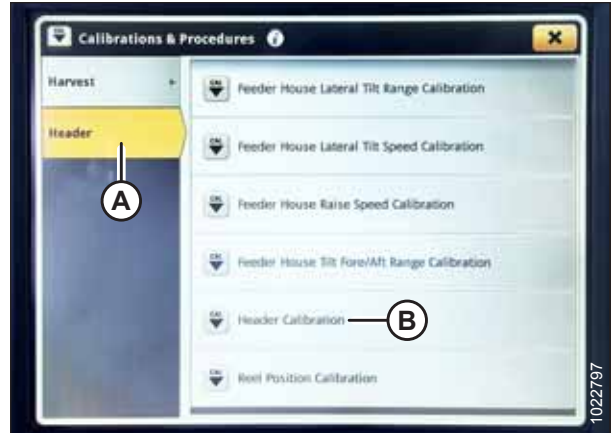 Calibrations & Procedures
Harvest
Header
Feeder House Lateral Tilt Range Calibration
Feeder House Lateral Tilt Speed Calibration
Feeder House Raise Speed Calibration
Feeder House Tilt Fore/Aft Range Calibration
Header Calibration
Reel Position Calibration
A
B
1022797